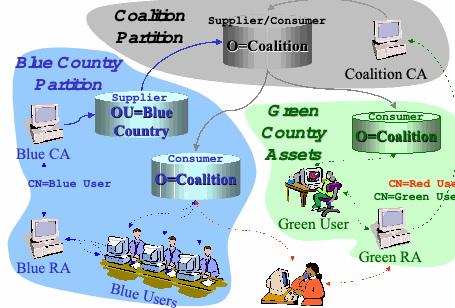 Coalition
Partition
Supplier/Consumer
O=Coalition
Coalition CA
Blue Country
Partition
Supplier
OU=Blue
Country
Blue CA
Consumer
O=Coalition
CN=Blue User
Blue RA
Blue Users
Green
Country
Assets
Consumer
O=Coalition
CN=Red Use
CN=Green Use
Green User
Green RA